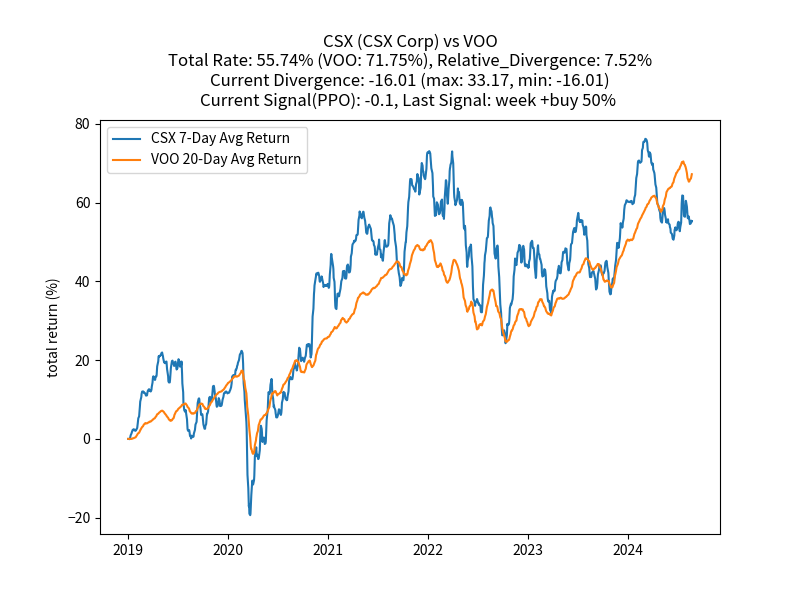 CSX (CSX Corp) vs VOO
Total Rate: 55.74% (VOO: 71.75%), Relative_Divergence: 7.52%
Current Divergence: -16.01 (max: 33.17, min: -16.01)
Current Signal(PPO): -0.1, Last Signal: week +buy 50%
CSX 7-Day Avg Return
VOO 20-Day Avg Return
total return (%)
80
60
40
20
0
−20
2019 2020 2021 2022 2023 2024